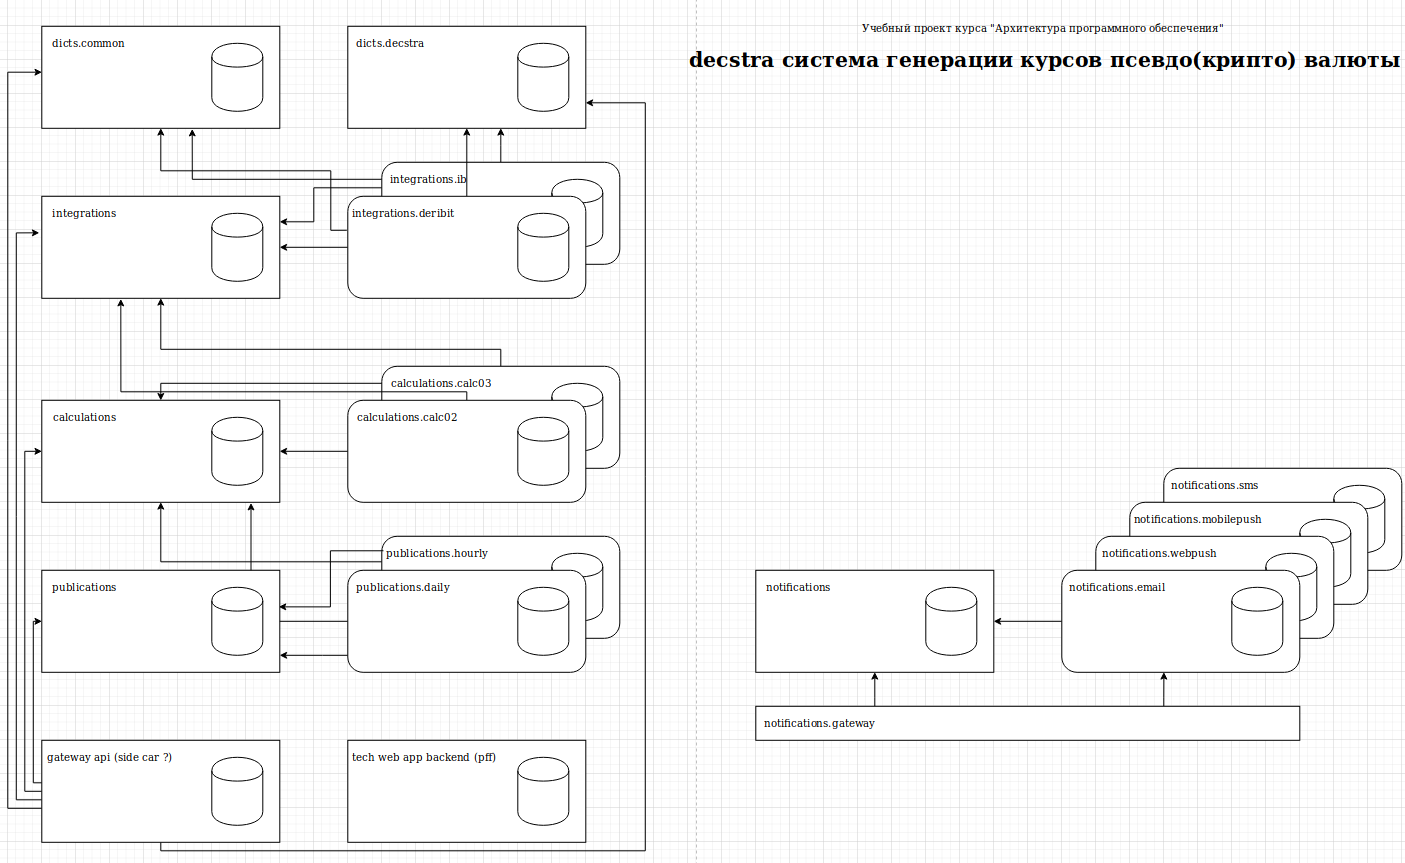 Учебный проект курса "Архитектура программного обеспечения"
decstra система генерации курсов псевдо(крипто) валюты
dicts.common
dicts.decstra
integrations.ib
integrations
integrations.deribit
calculations.calc03
calculations
calculations.calc02
publications.hourly
publications
publications.daily
gateway api (side car ?)
tech web app backend (pff)
notifications.sms
notifications.mobilepush
notifications.webpush
notifications
notifications.email
notifications.gateway